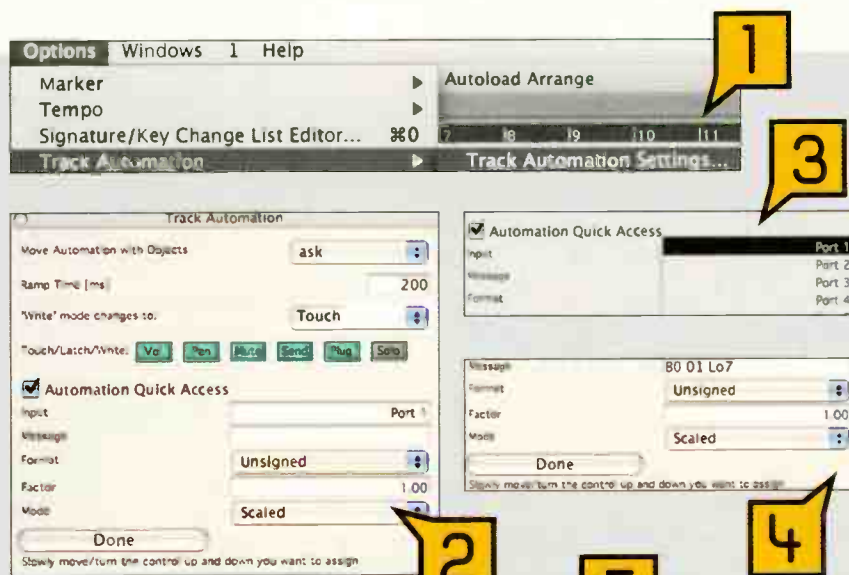 1
Options Windows 1 Help
Marker
Autoload Arrange
Tempo
Signature/Key Change List Editor... ⌘0
7 8 9 10 11
Track Automation
Track Automation Settings...
3
Track Automation
Move Automation with Objects ask
Ramp Time [ms] 200
"Write" mode changes to: Touch
Touch/Latch/Write: Vol Pan Mute Send Plug Solo
Automation Quick Access
Input Port 1
Message
Format Unsigned
Factor 1.00
Mode Scaled
Done
Slowly move/turn the control up and down you want to assign
2
Automation Quick Access
Input Port 1
Message Port 2
Port 3
Format Port 4
Message B0 01 Lo7
Format Unsigned
Factor 1.00
Mode Scaled
Done
Slowly move/turn the control up and down you want to assign
4